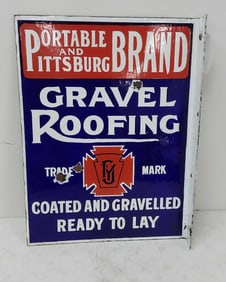 PORTABLE AND PITTSBURG BRAND
GRAVEL
ROOFING
TRADE MARK
COATED AND GRAVELLED
READY TO LAY